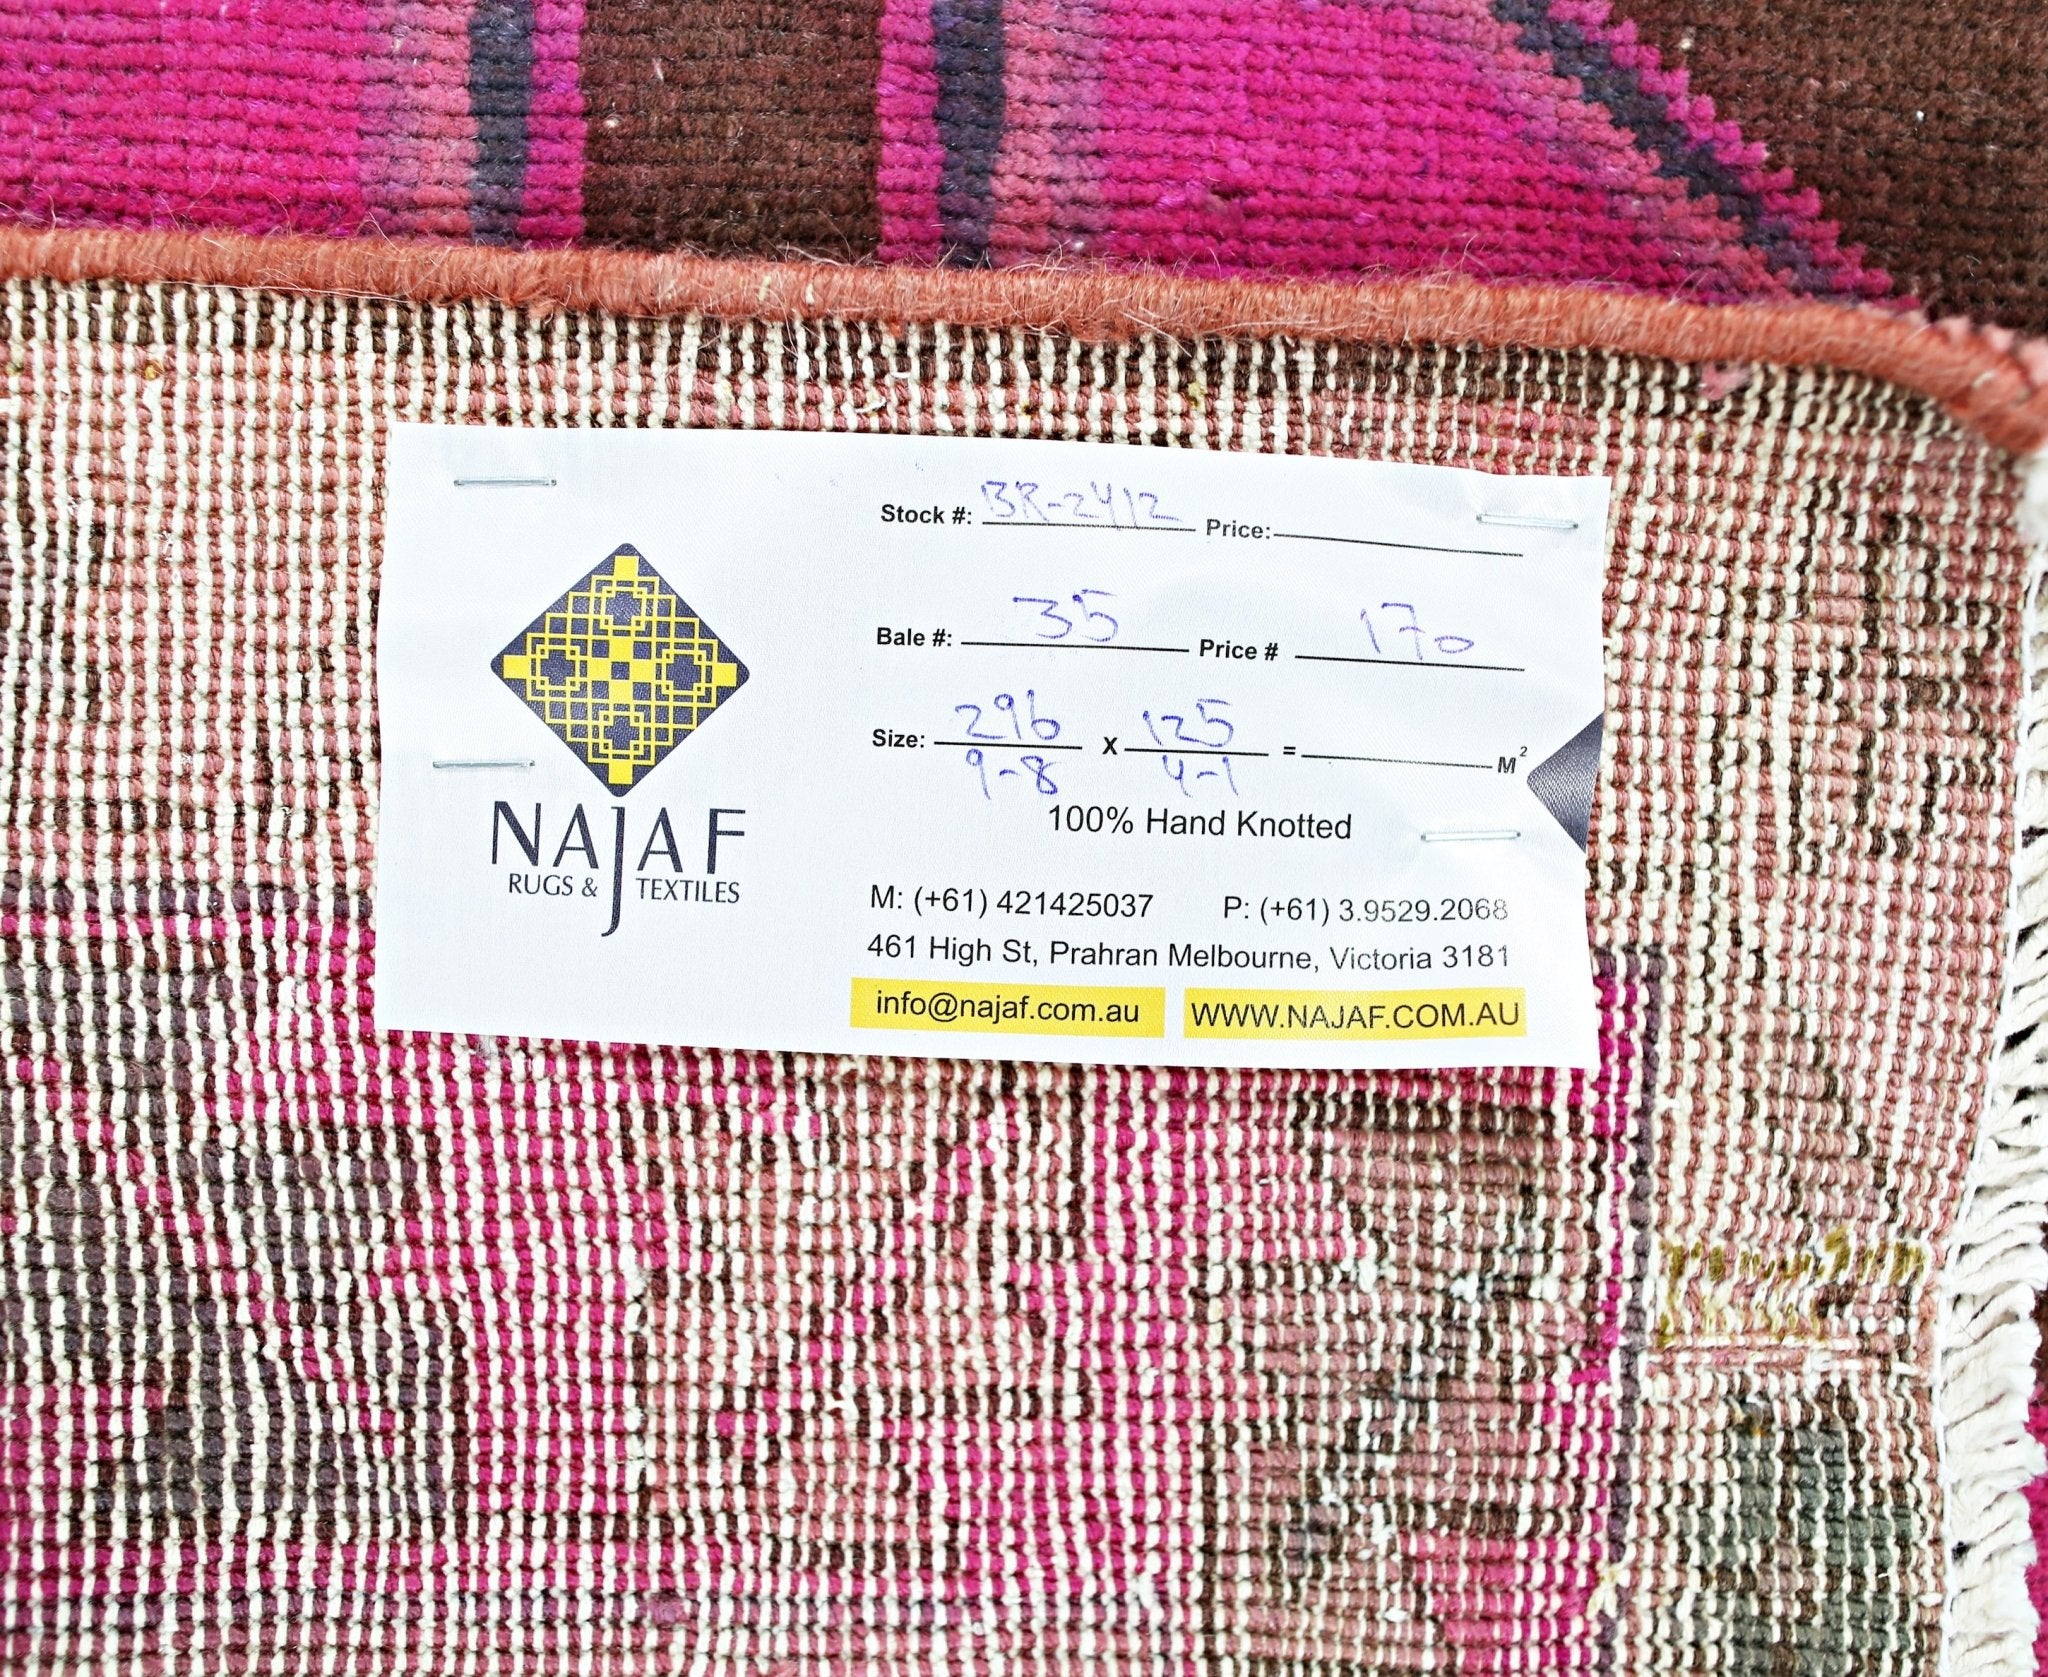 NAJAF
RUGS & TEXTILES
Stock #: BR-2412 Price:
Bale #: 35 Price # 170
Size: 296 X 125 = M²
9-8 4-1
100% Hand Knotted
M: (+61) 421425037 P: (+61) 3.9529.2068
461 High St, Prahran Melbourne, Victoria 3181
info@najaf.com.au WWW.NAJAF.COM.AU